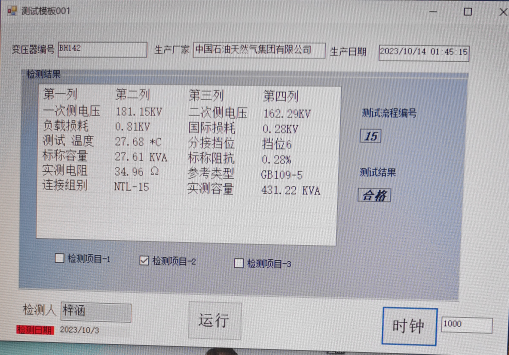 测试模板001
变压器编号 BH142 生产厂家 中国石油天然气集团有限公司 生产日期 2023/10/14 01:45:15
检测结果
第一列 第二列 第三列 第四列
一次侧电压 181.15KV 二次侧电压 162.29KV
负载损耗 0.81KV 国际损耗 0.28KV
测试 温度 27.68 *C 分接挡位 挡位6
标称容量 27.61 KVA 标称阻抗 0.28%
实测电阻 34.96 Ω 参考类型 GB109-5
连接组别 NTL-15 实测容量 431.22 KVA
测试流程编号
15
测试结果
合格
检测项目-1 检测项目-2 检测项目-3
检测人 梓涵 运行 时钟 1000
检测日期 2023/10/3